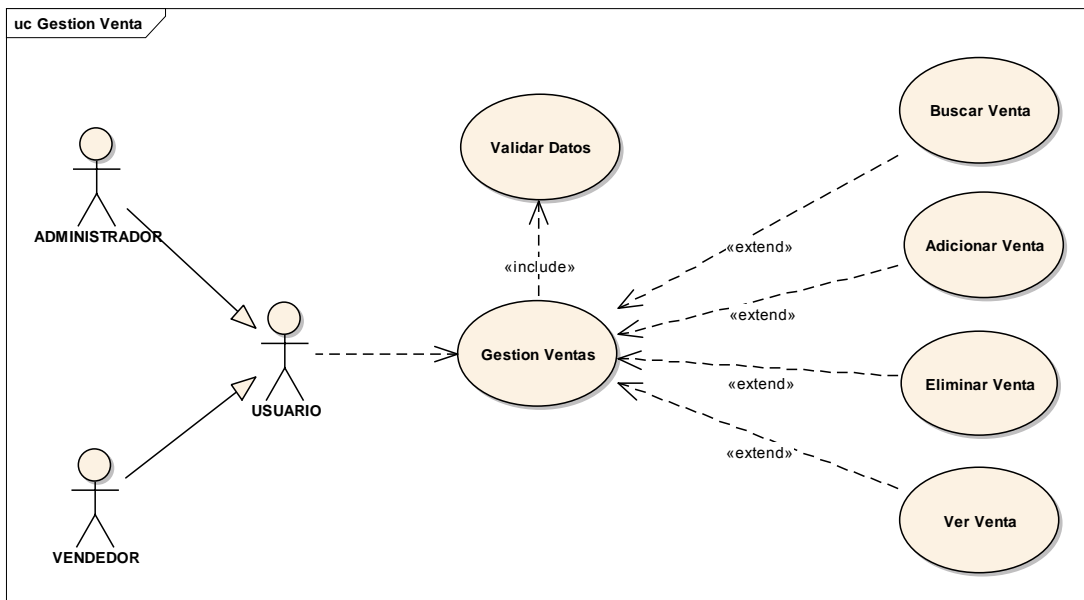 uc Gestion Venta
ADMINISTRADOR
VENDEDOR
USUARIO
Validar Datos
«include»
Gestion Ventas
«extend»
«extend»
«extend»
«extend»
Buscar Venta
Adicionar Venta
Eliminar Venta
Ver Venta